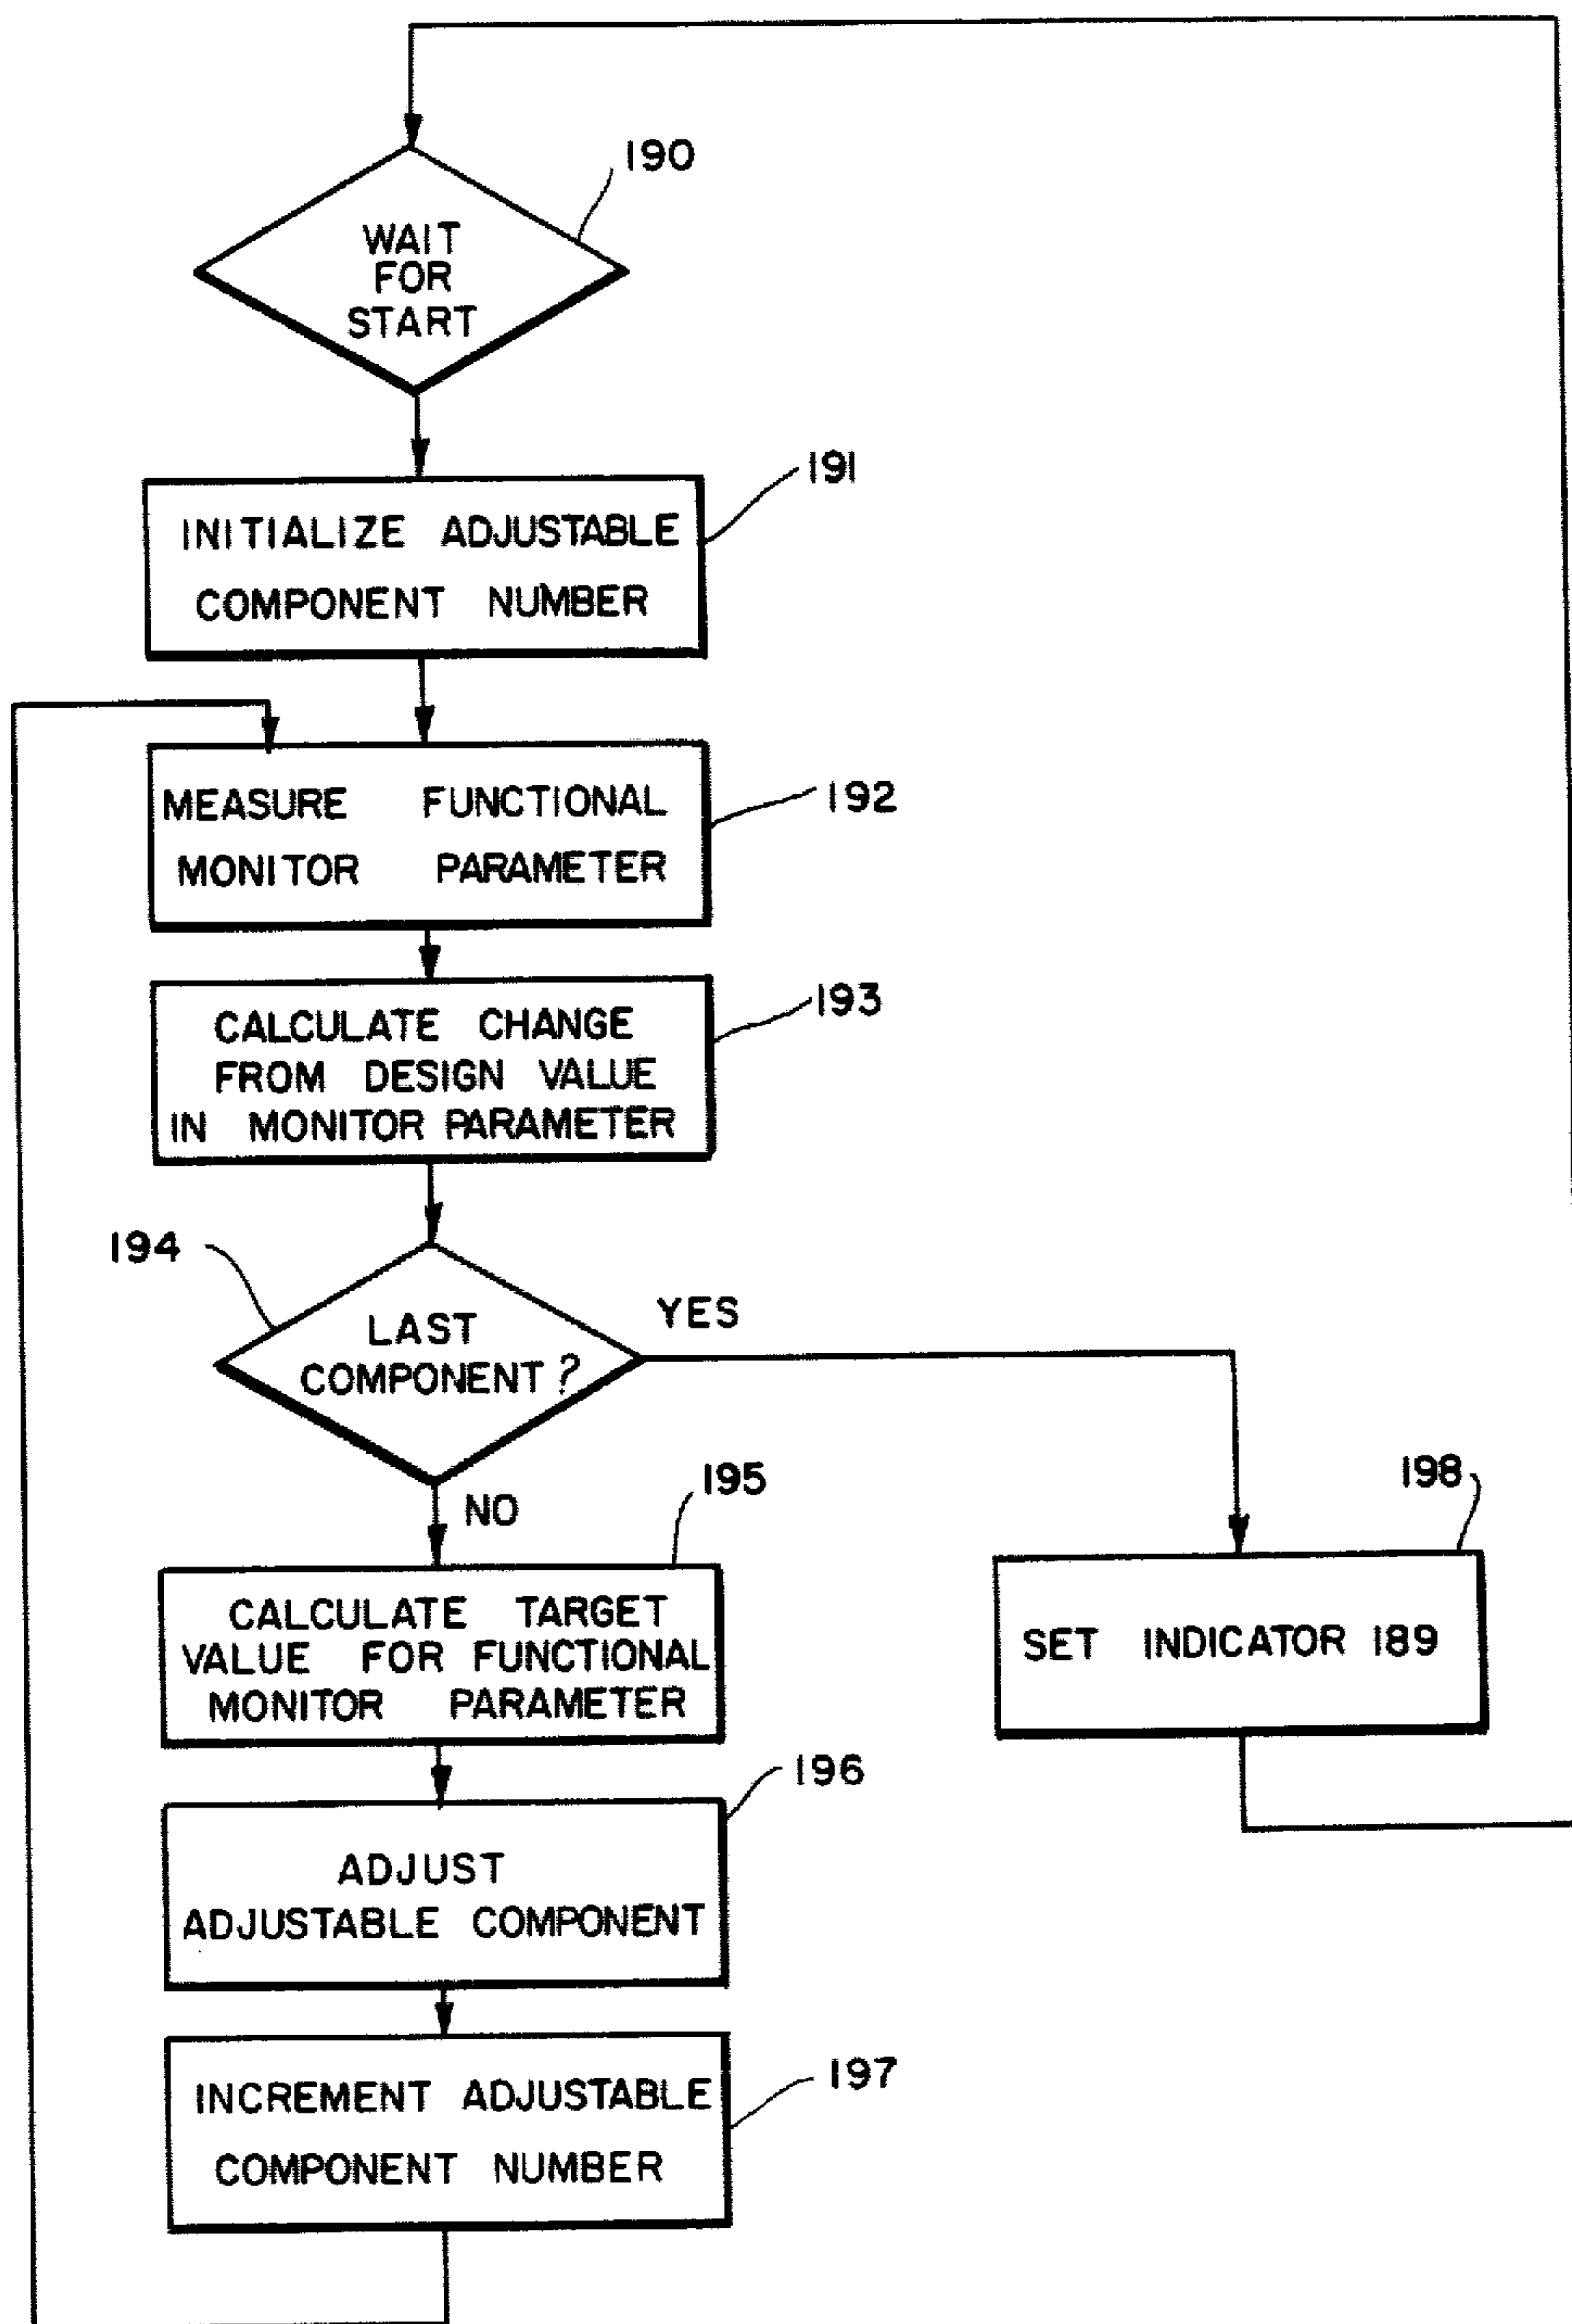 190
WAIT
FOR
START
191
INITIALIZE ADJUSTABLE
COMPONENT NUMBER
192
MEASURE FUNCTIONAL
MONITOR PARAMETER
193
CALCULATE CHANGE
FROM DESIGN VALUE
IN MONITOR PARAMETER
194
LAST
COMPONENT ?
YES
NO
195
CALCULATE TARGET
VALUE FOR FUNCTIONAL
MONITOR PARAMETER
198
SET INDICATOR 189
196
ADJUST
ADJUSTABLE COMPONENT
197
INCREMENT ADJUSTABLE
COMPONENT NUMBER